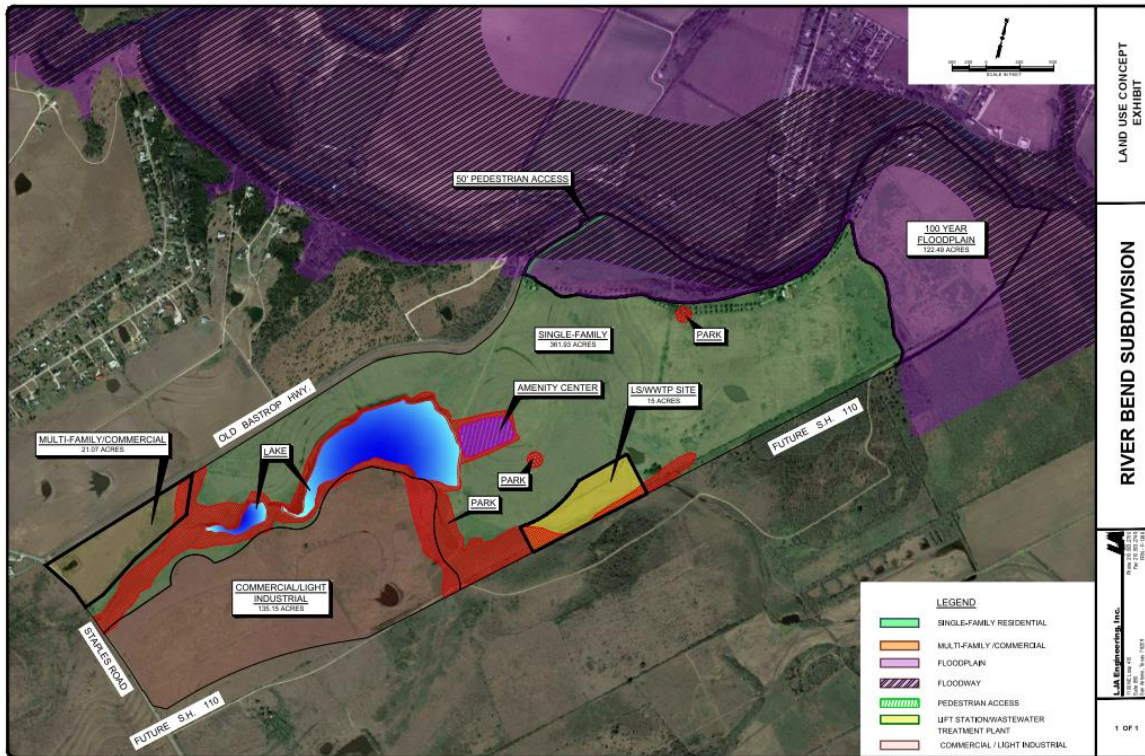 50' PEDESTRIAN ACCESS
100 YEAR
FLOODPLAIN
122.49 ACRES
SINGLE-FAMILY
361.93 ACRES
PARK
AMENITY CENTER
LS/WWTP SITE
15 ACRES
OLD BASTROP HWY.
FUTURE S.H. 110
MULTI-FAMILY/COMMERCIAL
21.07 ACRES
LAKE
PARK
PARK
COMMERCIAL/LIGHT
INDUSTRIAL
135.15 ACRES
STAPLES ROAD
FUTURE S.H. 110
SCALE IN FEET
LEGEND
SINGLE-FAMILY RESIDENTIAL
MULTI-FAMILY /COMMERCIAL
FLOODPLAIN
FLOODWAY
PEDESTRIAN ACCESS
LIFT STATION/WASTEWATER
TREATMENT PLANT
COMMERCIAL / LIGHT INDUSTRIAL
LAND USE CONCEPT
EXHIBIT
RIVER BEND SUBDIVISION
LJA Engineering, Inc.
1 OF 1